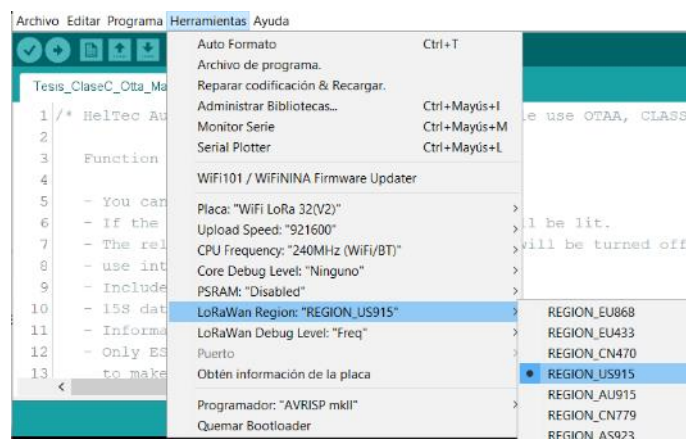 Archivo Editar Programa Herramientas Ayuda
Auto Formato Ctrl+T
Archivo de programa.
Reparar codificación & Recargar.
Administrar Bibliotecas... Ctrl+Mayús+I
Monitor Serie Ctrl+Mayús+M
Serial Plotter Ctrl+Mayús+L
WiFi101 / WiFiNINA Firmware Updater
Placa: "WiFi LoRa 32(V2)"
Upload Speed: "921600"
CPU Frequency: "240MHz (WiFi/BT)"
Core Debug Level: "Ninguno"
PSRAM: "Disabled"
LoRaWan Region: "REGION_US915"
LoRaWan Debug Level: "Freq"
Puerto
Obtén información de la placa
Programador: "AVRISP mkII"
Quemar Bootloader
REGION_EU868
REGION_EU433
REGION_CN470
REGION_US915
REGION_AU915
REGION_CN779
REGION_AS923
Tesis_ClaseC_Otta_Ma
1 /* HelTec Au
e use OTAA, CLASS
2
3 Function
4
5 - You can
6 - If the
l be lit.
7 - The rel
will be turned off
8 - use int
9 - Include
10 - 15S dat
11 - Informa
12 - Only ES
13 to make